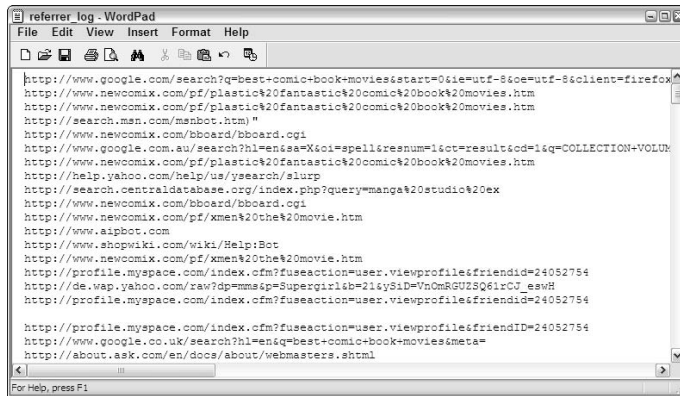 referrer_log - WordPad
File Edit View Insert Format Help
http://www.google.com/search?q=best+comic+book+movies&start=0&ie=utf-8&oe=utf-8&client=firefox
http://www.newcomix.com/pf/plastic%20fantastic%20comic%20book%20movies.htm
http://www.newcomix.com/pf/plastic%20fantastic%20comic%20book%20movies.htm
http://search.msn.com/msnbot.htm)"
http://www.newcomix.com/bboard/bboard.cgi
http://www.google.com.au/search?hl=en&sa=X&oi=spell&resnum=1&ct=result&cd=1&q=COLLECTION+VOLUM
http://www.newcomix.com/pf/plastic%20fantastic%20comic%20book%20movies.htm
http://help.yahoo.com/help/us/ysearch/slurp
http://search.centraldatabase.org/index.php?query=manga%20studio%20ex
http://www.newcomix.com/bboard/bboard.cgi
http://www.newcomix.com/pf/xmen%20the%20movie.htm
http://www.aipbot.com
http://www.shopwiki.com/wiki/Help:Bot
http://www.newcomix.com/pf/xmen%20the%20movie.htm
http://profile.myspace.com/index.cfm?fuseaction=user.viewprofile&friendid=24052754
http://de.wap.yahoo.com/raw?dp=mms&p=Supergirl&b=21&ySiD=VnOmRGUZSQ61rCJ_eswH
http://profile.myspace.com/index.cfm?fuseaction=user.viewprofile&friendid=24052754
http://profile.myspace.com/index.cfm?fuseaction=user.viewprofile&friendID=24052754
http://www.google.co.uk/search?hl=en&q=best+comic+book+movies&meta=
http://about.ask.com/en/docs/about/webmasters.shtml
For Help, press F1